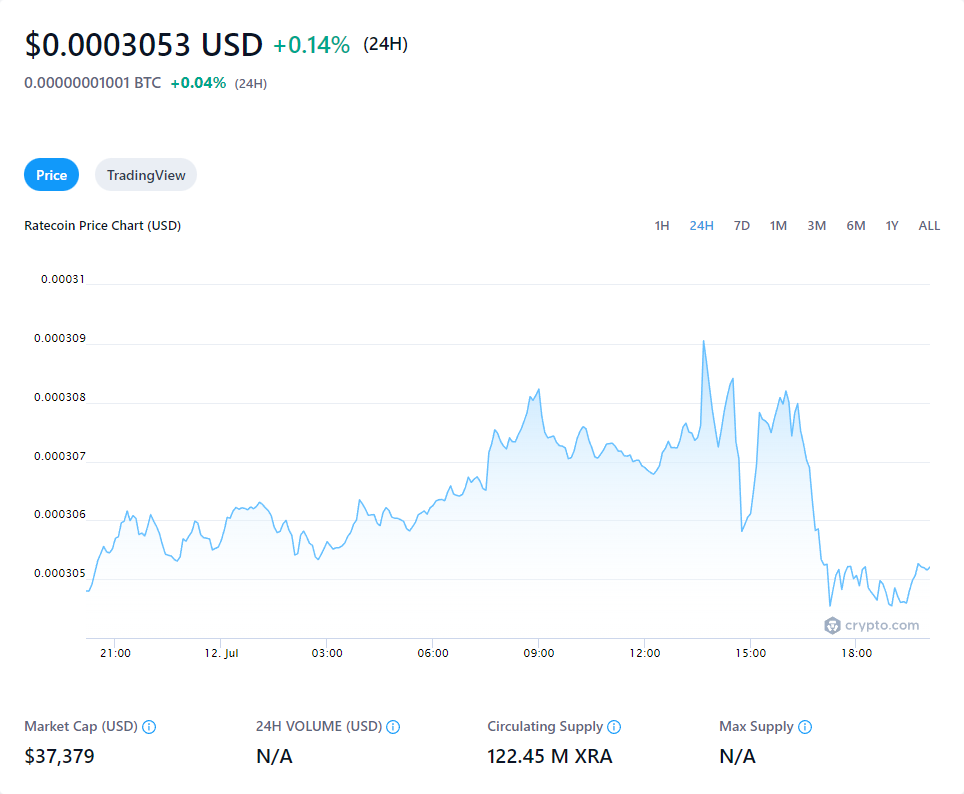 $0.0003053 USD +0.14% (24H)
0.00000001001 BTC +0.04% (24H)
Price TradingView
Ratecoin Price Chart (USD) 1H 24H 7D 1M 3M 6M 1Y ALL
0.00031
0.000309
0.000308
0.000307
0.000306
0.000305
crypto.com
21:00 12. Jul 03:00 06:00 09:00 12:00 15:00 18:00
Market Cap (USD) 24H VOLUME (USD) Circulating Supply Max Supply
$37,379 N/A 122.45 M XRA N/A